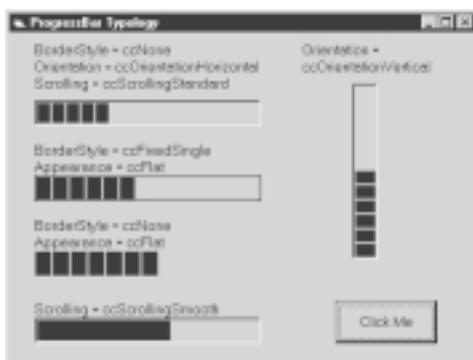 ProgressBar Typology
BorderStyle = ccNone
Orientation = ccOrientationHorizontal
Scrolling = ccScrollingStandard
BorderStyle = ccFixedSingle
Appearance = ccFlat
BorderStyle = ccNone
Appearance = ccFlat
Scrolling = ccScrollingSmooth
Orientation =
ccOrientationVertical
Click Me